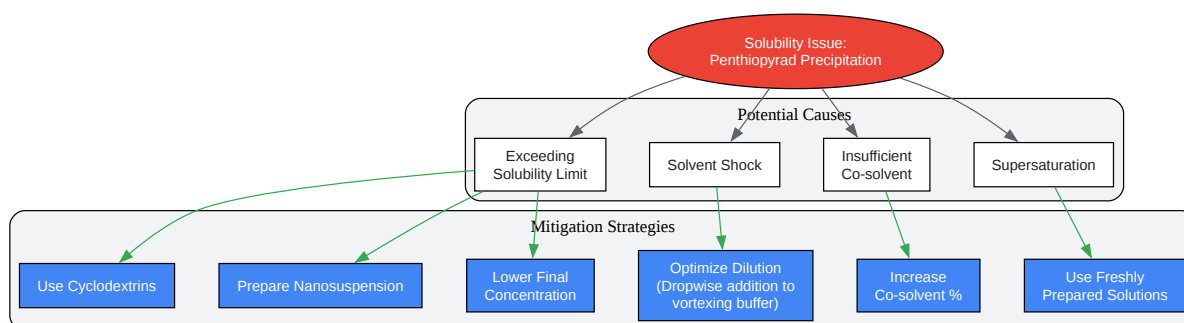 Solubility Issue:
Penthiopyrad Precipitation
Potential Causes
Exceeding
Solubility Limit
Solvent Shock
Insufficient
Co-solvent
Supersaturation
Mitigation Strategies
Use Cyclodextrins
Prepare Nanosuspension
Lower Final
Concentration
Optimize Dilution
(Dropwise addition to
vortexing buffer)
Increase
Co-solvent %
Use Freshly
Prepared Solutions